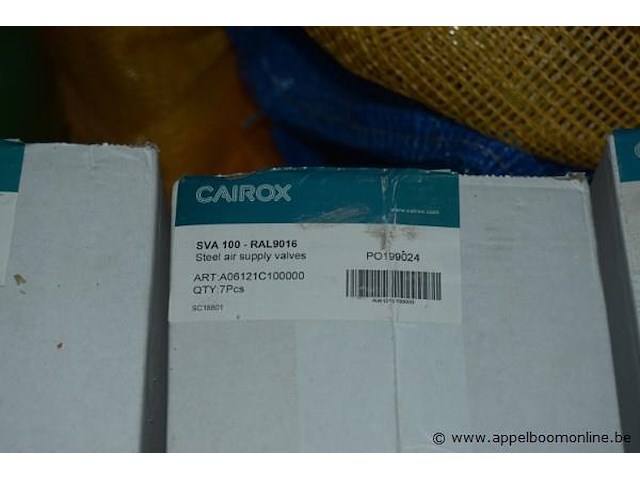 CAIROX
www.cairox.com
SVA 100 - RAL9016
Steel air supply valves
PO199024
ART:A06121C100000
QTY:7Pcs
SC18801
© www.appelboomonline.be